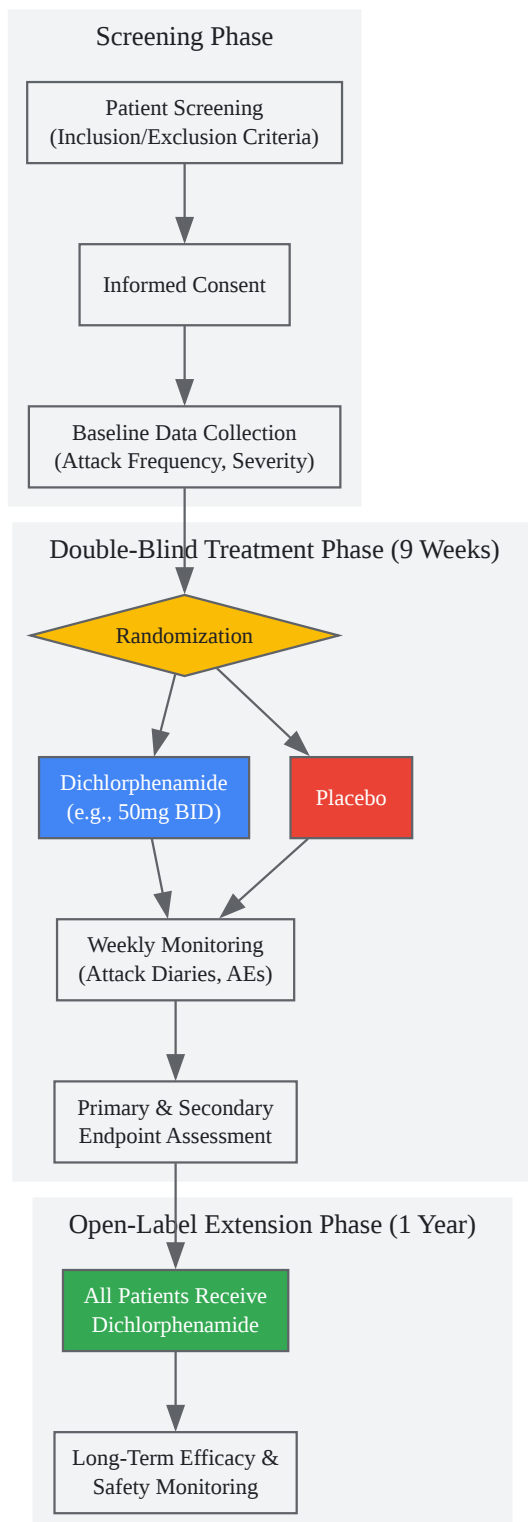 Screening Phase
Patient Screening
(Inclusion/Exclusion Criteria)
Informed Consent
Baseline Data Collection
(Attack Frequency, Severity)
Double-Blind Treatment Phase (9 Weeks)
Randomization
Dichlorphenamide
(e.g., 50mg BID)
Placebo
Weekly Monitoring
(Attack Diaries, AEs)
Primary & Secondary
Endpoint Assessment
Open-Label Extension Phase (1 Year)
All Patients Receive
Dichlorphenamide
Long-Term Efficacy &
Safety Monitoring